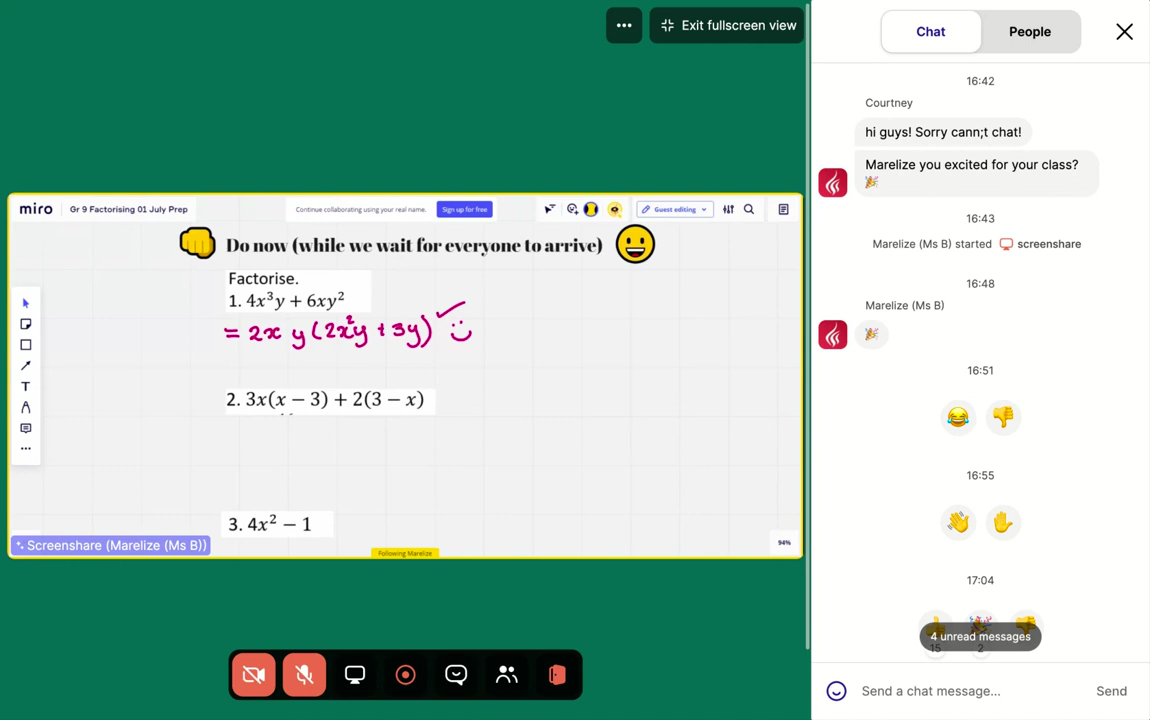 Exit fullscreen view
Chat
People
16:42
Courtney
hi guys! Sorry cann;t chat!
Marelize you excited for your class?
🎉
16:43
Marelize (Ms B) started screenshare
16:48
Marelize (Ms B)
🎉
16:51
😂 👎
16:55
👋 ✋
17:04
4 unread messages
15 2
Send a chat message...
Send
miro
Gr 9 Factorising 01 July Prep
Continue collaborating using your real name.
Sign up for free
Guest editing
Do now (while we wait for everyone to arrive)
Factorise.
1. 4x³y + 6xy²
= 2x y(2x²y + 3y) ✓
2. 3x(x − 3) + 2(3 − x)
3. 4x² − 1
Screenshare (Marelize (Ms B))
Following Marelize
94%